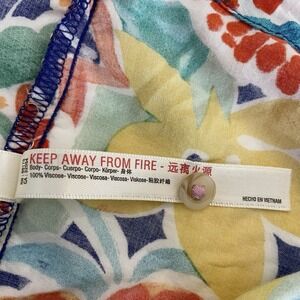 KEEP AWAY FROM FIRE - 远离火源
Body- Corps- Cuerpo- Corpo- Körper- 身体
100% Viscose- Viscose- Viscosa- Viscosa- Viskose- 粘胶纤维
HECHO EN VIETNAM